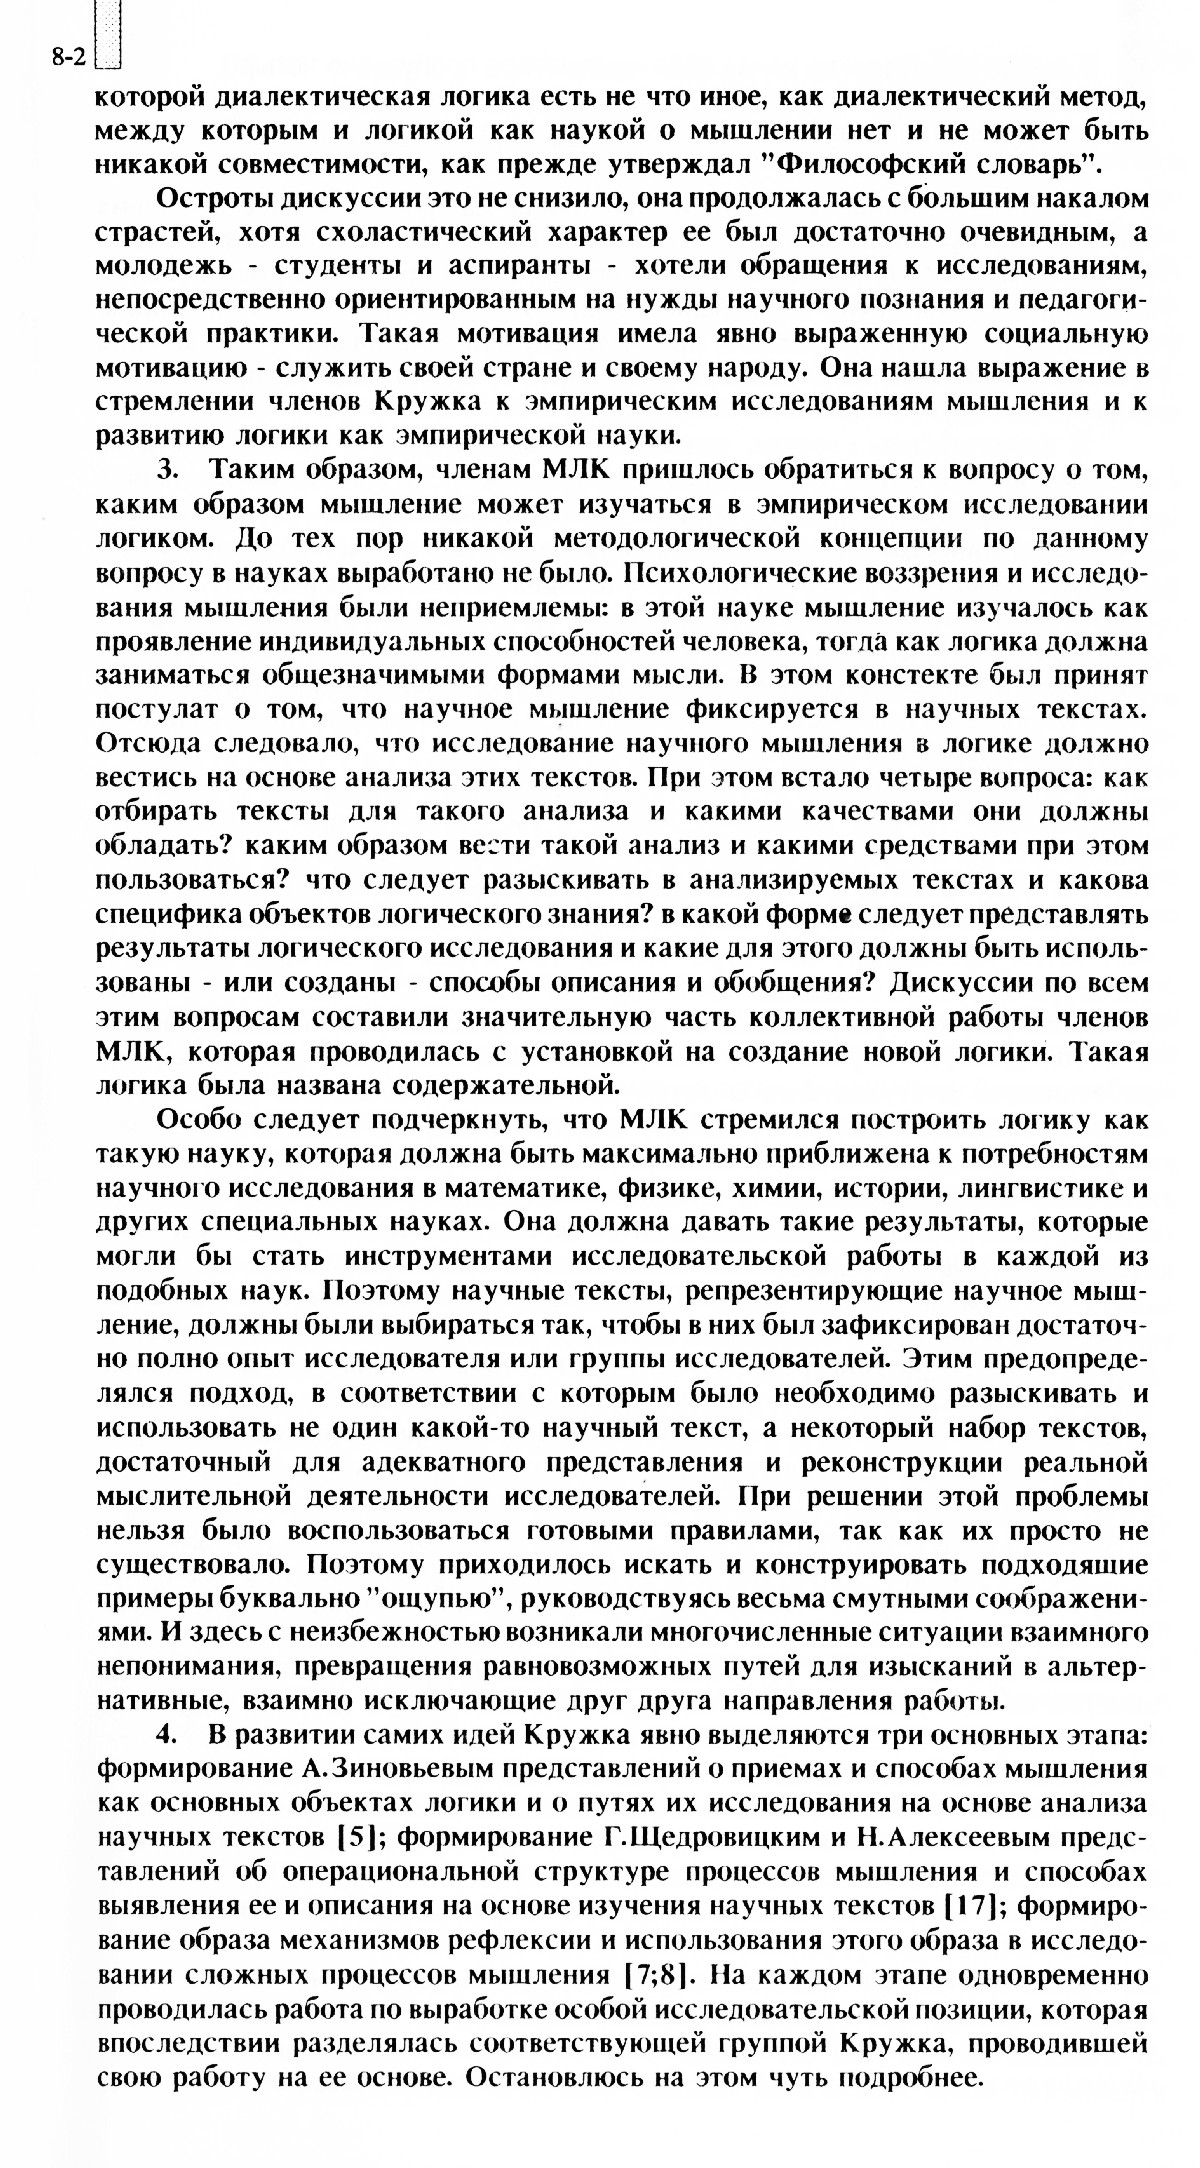 8-2
которой диалектическая логика есть не что иное, как диалектический метод,
между которым и логикой как наукой о мышлении нет и не может быть
никакой совместимости, как прежде утверждал "Философский словарь".
Остроты дискуссии это не снизило, она продолжалась с большим накалом
страстей, хотя схоластический характер ее был достаточно очевидным, а
молодежь - студенты и аспиранты - хотели обращения к исследованиям,
непосредственно ориентированным на нужды научного познания и педагоги-
ческой практики. Такая мотивация имела явно выраженную социальную
мотивацию - служить своей стране и своему народу. Она нашла выражение в
стремлении членов Кружка к эмпирическим исследованиям мышления и к
развитию логики как эмпирической науки.
3. Таким образом, членам МЛК пришлось обратиться к вопросу о том,
каким образом мышление может изучаться в эмпирическом исследовании
логиком. До тех пор никакой методологической концепции по данному
вопросу в науках выработано не было. Психологические воззрения и исследо-
вания мышления были неприемлемы: в этой науке мышление изучалось как
проявление индивидуальных способностей человека, тогда как логика должна
заниматься общезначимыми формами мысли. В этом констекте был принят
постулат о том, что научное мышление фиксируется в научных текстах.
Отсюда следовало, что исследование научного мышления в логике должно
вестись на основе анализа этих текстов. При этом встало четыре вопроса: как
отбирать тексты для такого анализа и какими качествами они должны
обладать? каким образом вести такой анализ и какими средствами при этом
пользоваться? что следует разыскивать в анализируемых текстах и какова
специфика объектов логического знания? в какой форме следует представлять
результаты логического исследования и какие для этого должны быть исполь-
зованы - или созданы - способы описания и обобщения? Дискуссии по всем
этим вопросам составили значительную часть коллективной работы членов
МЛК, которая проводилась с установкой на создание новой логики. Такая
логика была названа содержательной.
Особо следует подчеркнуть, что МЛК стремился построить логику как
такую науку, которая должна быть максимально приближена к потребностям
научного исследования в математике, физике, химии, истории, лингвистике и
других специальных науках. Она должна давать такие результаты, которые
могли бы стать инструментами исследовательской работы в каждой из
подобных наук. Поэтому научные тексты, репрезентирующие научное мыш-
ление, должны были выбираться так, чтобы в них был зафиксирован достаточ-
но полно опыт исследователя или группы исследователей. Этим предопреде-
лялся подход, в соответствии с которым было необходимо разыскивать и
использовать не один какой-то научный текст, а некоторый набор текстов,
достаточный для адекватного представления и реконструкции реальной
мыслительной деятельности исследователей. При решении этой проблемы
нельзя было воспользоваться готовыми правилами, так как их просто не
существовало. Поэтому приходилось искать и конструировать подходящие
примеры буквально "ощупью", руководствуясь весьма смутными соображени-
ями. И здесь с неизбежностью возникали многочисленные ситуации взаимного
непонимания, превращения равновозможных путей для изысканий в альтер-
нативные, взаимно исключающие друг друга направления работы.
4. В развитии самих идей Кружка явно выделяются три основных этапа:
формирование А.Зиновьевым представлений о приемах и способах мышления
как основных объектах логики и о путях их исследования на основе анализа
научных текстов [5]; формирование Г.Щедровицким и Н.Алексеевым предс-
тавлений об операциональной структуре процессов мышления и способах
выявления ее и описания на основе изучения научных текстов [17]; формиро-
вание образа механизмов рефлексии и использования этого образа в исследо-
вании сложных процессов мышления [7;8]. На каждом этапе одновременно
проводилась работа по выработке особой исследовательской позиции, которая
впоследствии разделялась соответствующей группой Кружка, проводившей
свою работу на ее основе. Остановлюсь на этом чуть подробнее.